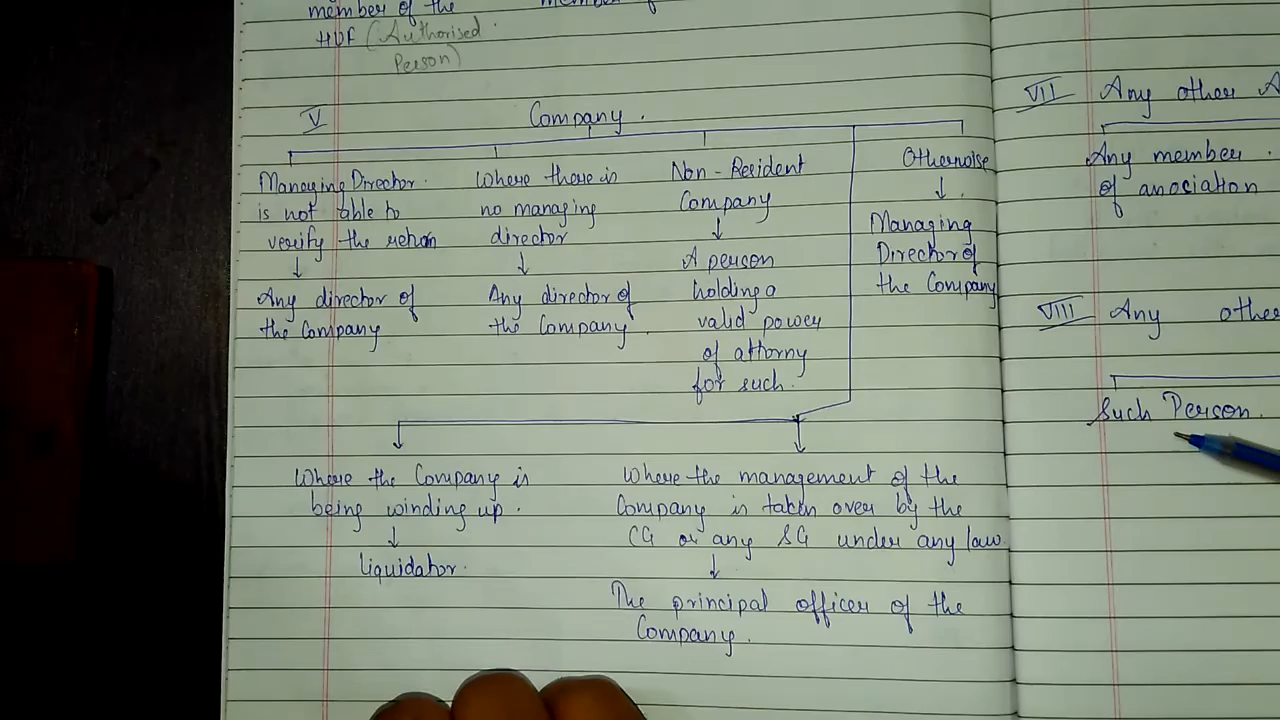 member of the
HUF (Authorised
Person)
V Company.
Managing Director.
is not able to
verify the return
Any director of
the Company
Where there is
no managing
director
Any director of
the Company.
Non-Resident
Company
A person
holding a
valid power
of attorny
for such.
Otherwise
Managing
Director of
the Company
Where the Company is
being winding up.
Liquidator.
Where the management of the
Company is taken over by the
CG or any SG under any law.
The principal officer of the
Company.
VII Any other A
Any member.
of association
VIII Any other
Such Person.